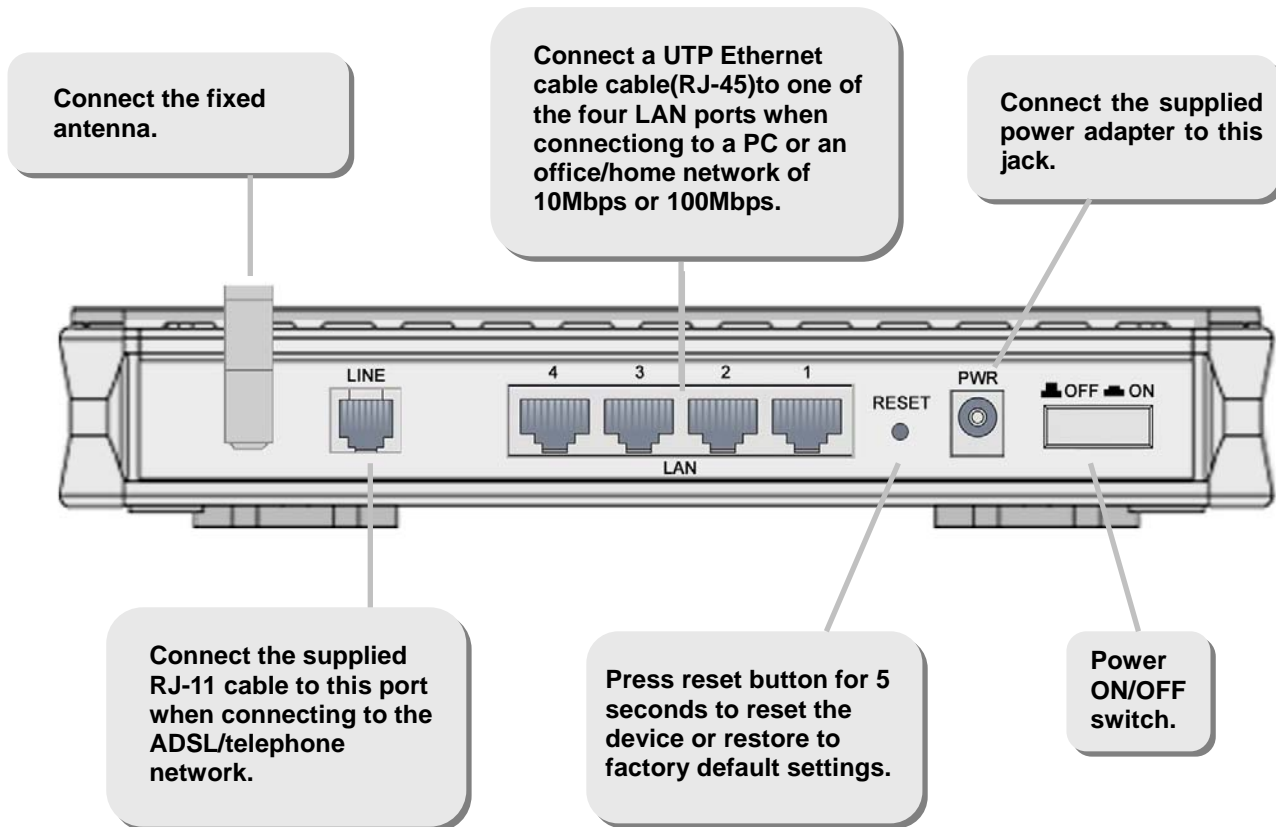 Connect the fixed
antenna.
Connect a UTP Ethernet
cable cable(RJ-45)to one of
the four LAN ports when
connectiong to a PC or an
office/home network of
10Mbps or 100Mbps.
Connect the supplied
power adapter to this
jack.
LINE
4 3 2 1
LAN
RESET
PWR
OFF ON
Connect the supplied
RJ-11 cable to this port
when connecting to the
ADSL/telephone
network.
Press reset button for 5
seconds to reset the
device or restore to
factory default settings.
Power
ON/OFF
switch.